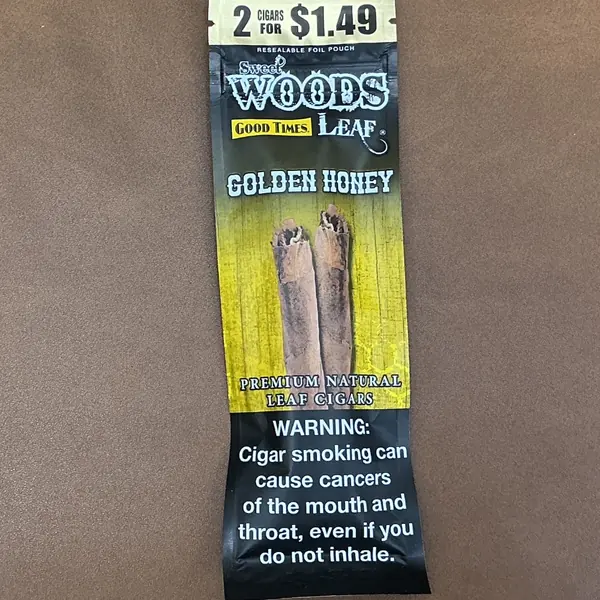 2 CIGARS FOR $1.49
RESEALABLE FOIL POUCH
Sweet
WOODS
GOOD TIMES. LEAF ®
GOLDEN HONEY
PREMIUM NATURAL
LEAF CIGARS
WARNING:
Cigar smoking can
cause cancers
of the mouth and
throat, even if you
do not inhale.